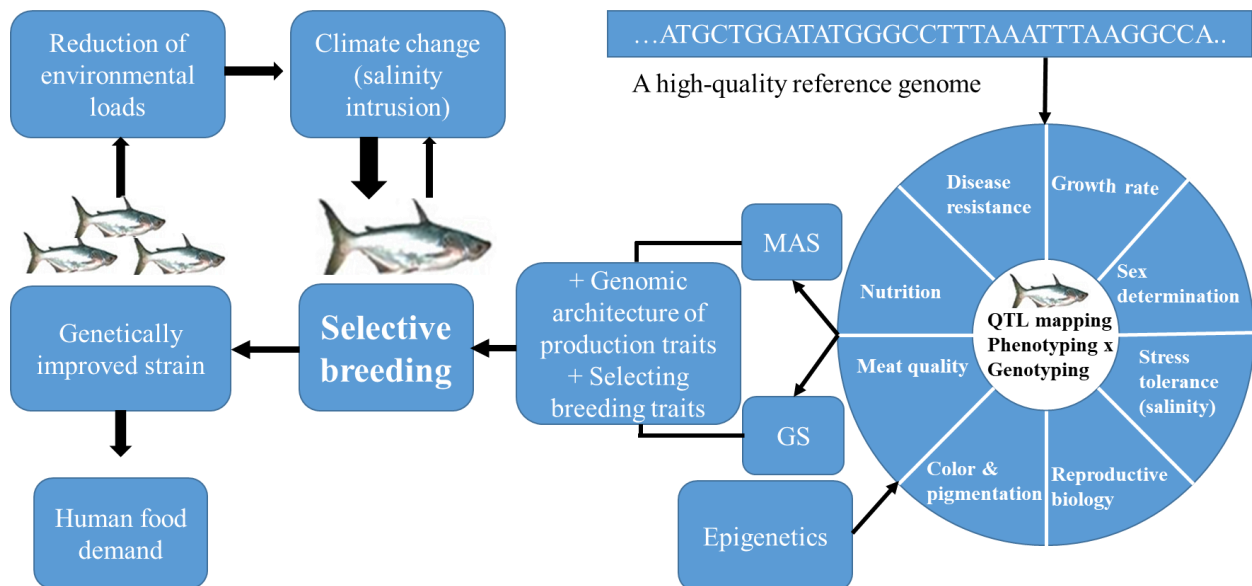 Reduction of
environmental
loads
Climate change
(salinity
intrusion)
…ATGCTGGATATGGGCCTTTAAATTTAAGGCCA..
A high-quality reference genome
Disease
resistance
Growth rate
Nutrition
Sex
determination
Meat quality
Stress
tolerance
(salinity)
Color &
pigmentation
Reproductive
biology
QTL mapping
Phenotyping x
Genotyping
MAS
GS
Epigenetics
+ Genomic
architecture of
production traits
+ Selecting
breeding traits
Selective
breeding
Genetically
improved strain
Human food
demand